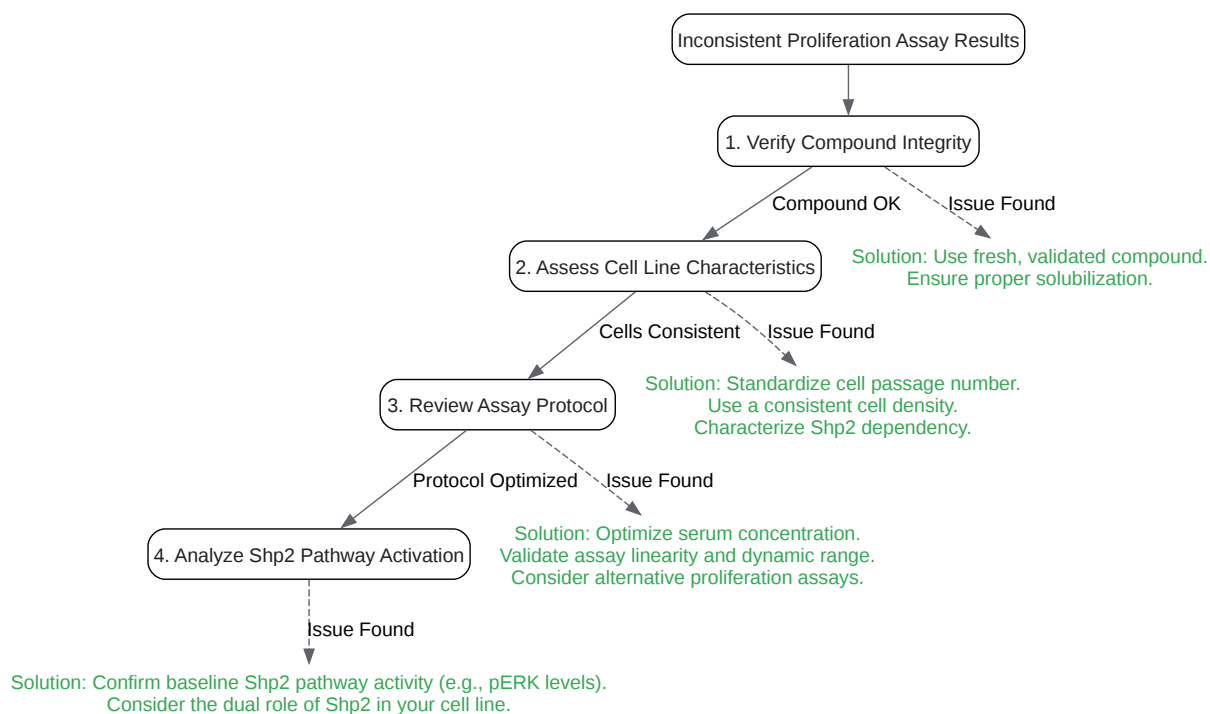 Inconsistent Proliferation Assay Results
1. Verify Compound Integrity
Compound OK
Issue Found
2. Assess Cell Line Characteristics
Solution: Use fresh, validated compound.
Ensure proper solubilization.
Cells Consistent
Issue Found
3. Review Assay Protocol
Solution: Standardize cell passage number.
Use a consistent cell density.
Characterize Shp2 dependency.
Protocol Optimized
Issue Found
4. Analyze Shp2 Pathway Activation
Solution: Optimize serum concentration.
Validate assay linearity and dynamic range.
Consider alternative proliferation assays.
Issue Found
Solution: Confirm baseline Shp2 pathway activity (e.g., pERK levels).
Consider the dual role of Shp2 in your cell line.